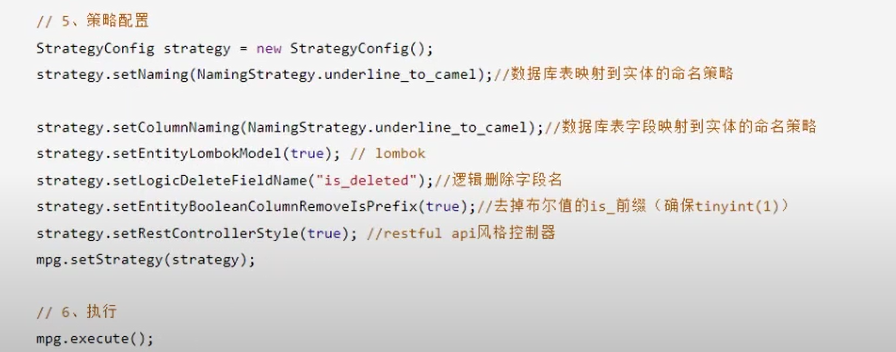 // 5、策略配置
StrategyConfig strategy = new StrategyConfig();
strategy.setNaming(NamingStrategy.underline_to_camel);//数据库表映射到实体的命名策略
strategy.setColumnNaming(NamingStrategy.underline_to_camel);//数据库表字段映射到实体的命名策略
strategy.setEntityLombokModel(true); // lombok
strategy.setLogicDeleteFieldName("is_deleted");//逻辑删除字段名
strategy.setEntityBooleanColumnRemoveIsPrefix(true);//去掉布尔值的is_前缀（确保tinyint(1)）
strategy.setRestControllerStyle(true); //restful api风格控制器
mpg.setStrategy(strategy);
// 6、执行
mpg.execute();